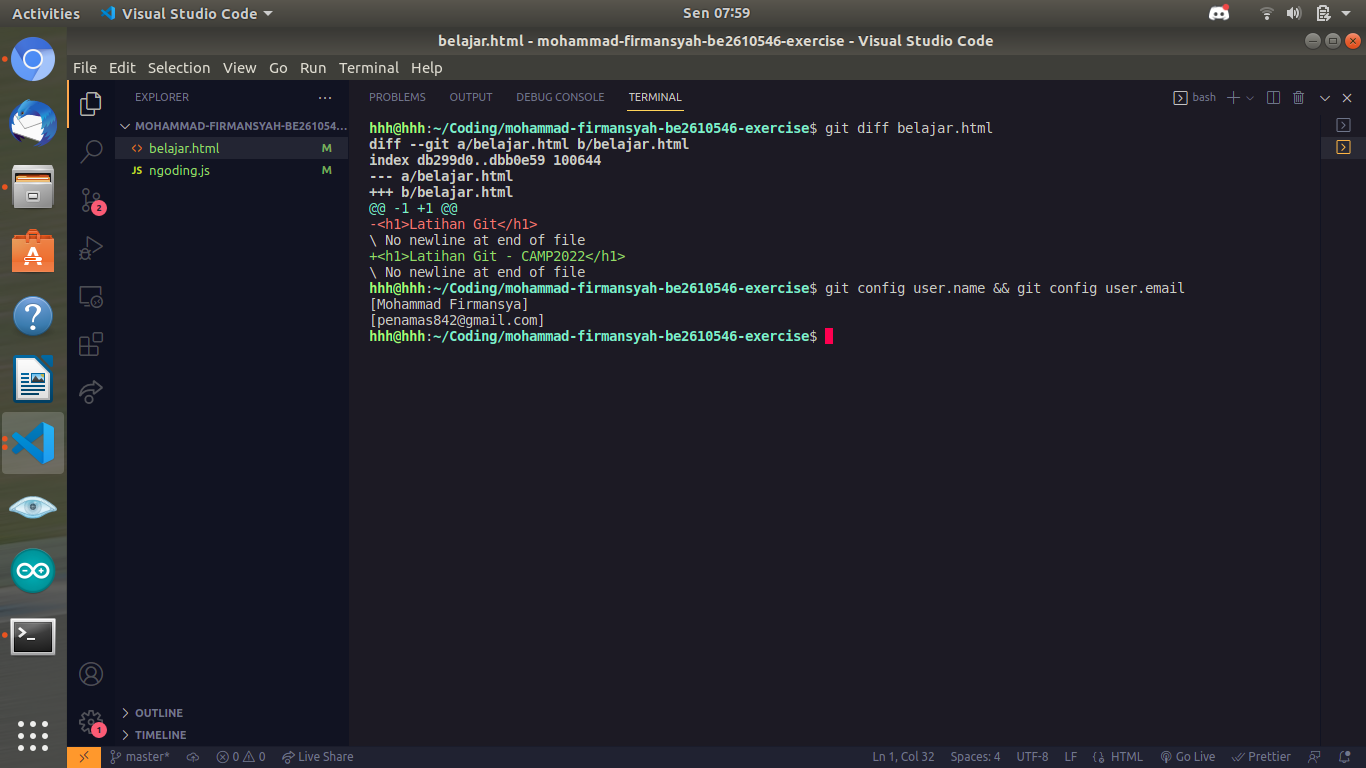 Activities
Visual Studio Code
Sen 07:59
belajar.html - mohammad-firmansyah-be2610546-exercise - Visual Studio Code
File Edit Selection View Go Run Terminal Help
EXPLORER
MOHAMMAD-FIRMANSYAH-BE261054...
<> belajar.html M
JS ngoding.js M
2
1
OUTLINE
TIMELINE
PROBLEMS OUTPUT DEBUG CONSOLE TERMINAL
bash
hhh@hhh:~/Coding/mohammad-firmansyah-be2610546-exercise$ git diff belajar.html
diff --git a/belajar.html b/belajar.html
index db299d0..dbb0e59 100644
--- a/belajar.html
+++ b/belajar.html
@@ -1 +1 @@
-<h1>Latihan Git</h1>
\ No newline at end of file
+<h1>Latihan Git - CAMP2022</h1>
\ No newline at end of file
hhh@hhh:~/Coding/mohammad-firmansyah-be2610546-exercise$ git config user.name && git config user.email
[Mohammad Firmansya]
[penamas842@gmail.com]
hhh@hhh:~/Coding/mohammad-firmansyah-be2610546-exercise$
master* 0 0 Live Share
Ln 1, Col 32 Spaces: 4 UTF-8 LF HTML Go Live Prettier